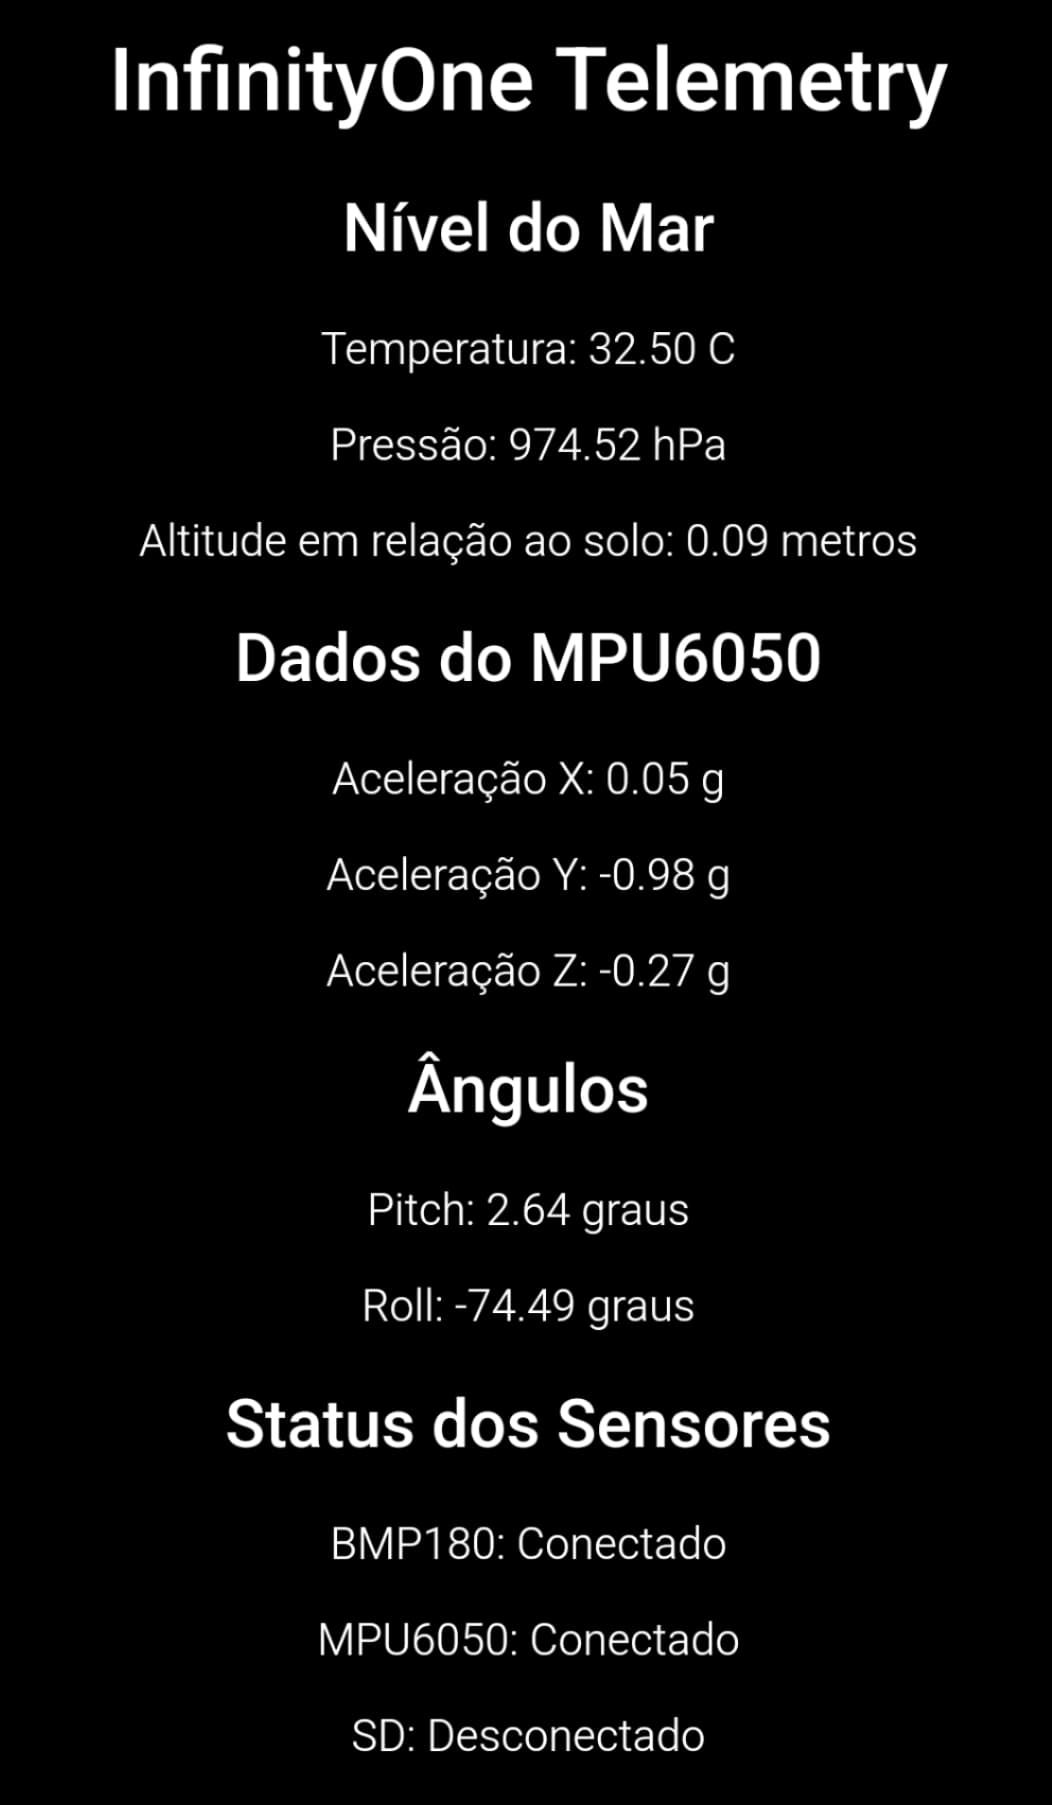 InfinityOne Telemetry
Nível do Mar
Temperatura: 32.50 C
Pressão: 974.52 hPa
Altitude em relação ao solo: 0.09 metros
Dados do MPU6050
Aceleração X: 0.05 g
Aceleração Y: -0.98 g
Aceleração Z: -0.27 g
Ângulos
Pitch: 2.64 graus
Roll: -74.49 graus
Status dos Sensores
BMP180: Conectado
MPU6050: Conectado
SD: Desconectado